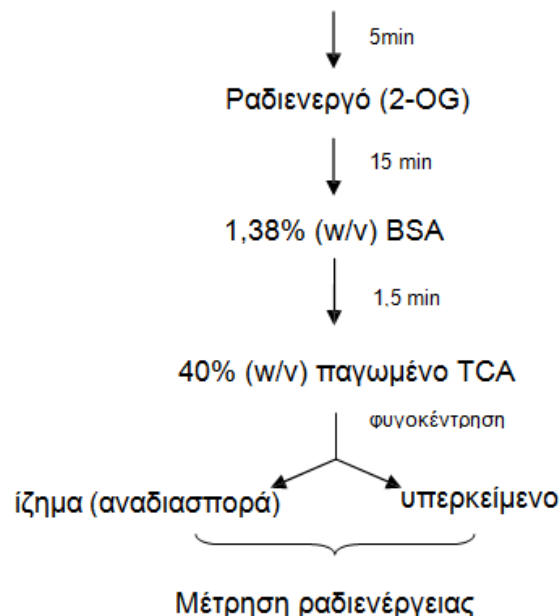 5min
Ραδιενεργό (2-OG)
15 min
1,38% (w/v) BSA
1.5 min
40% (w/v) παγωμένο TCA
φυγοκέντρηση
ίζημα (αναδιασπορά)
υπερκείμενο
Μέτρηση ραδιενέργειας